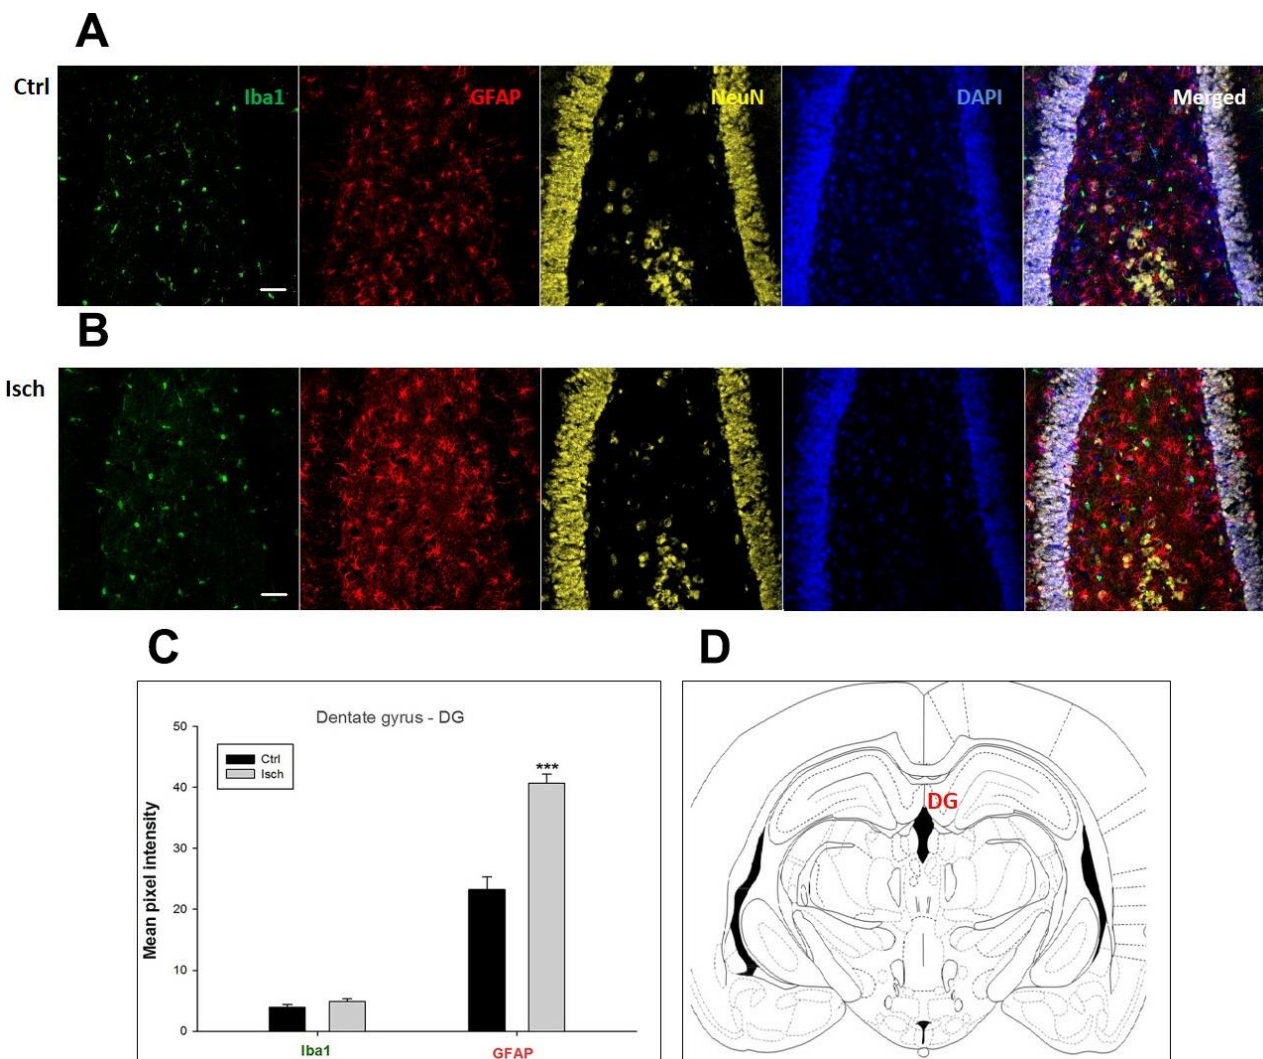 A
Ctrl
Iba1
GFAP
NeuN
DAPI
Merged
B
Isch
C
Dentate gyrus - DG
50
40
30
20
10
0
Mean pixel intensity
Ctrl
Isch
***
Iba1
GFAP
D
DG